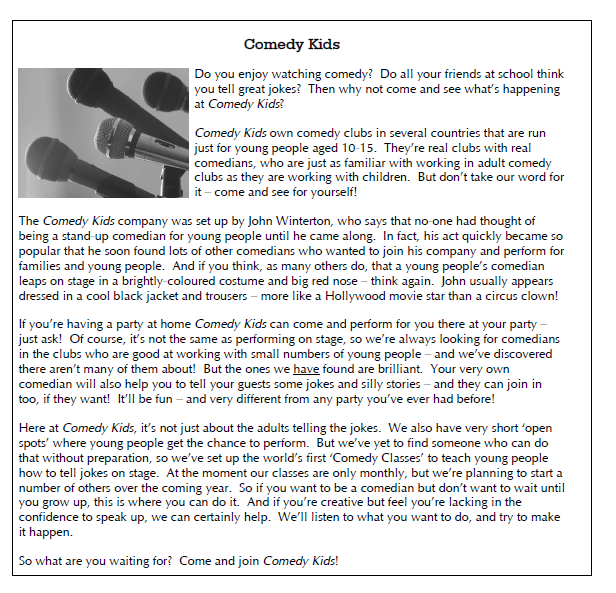 Comedy Kids
Do you enjoy watching comedy?  Do all your friends at school think
you tell great jokes?  Then why not come and see what's happening
at Comedy Kids?
Comedy Kids own comedy clubs in several countries that are run
just for young people aged 10-15.  They're real clubs with real
comedians, who are just as familiar with working in adult comedy
clubs as they are working with children.  But don't take our word for
it – come and see for yourself!
The Comedy Kids company was set up by John Winterton, who says that no-one had thought of
being a stand-up comedian for young people until he came along.  In fact, his act quickly became so
popular that he soon found lots of other comedians who wanted to join his company and perform for
families and young people.  And if you think, as many others do, that a young people's comedian
leaps on stage in a brightly-coloured costume and big red nose – think again.  John usually appears
dressed in a cool black jacket and trousers – more like a Hollywood movie star than a circus clown!
If you're having a party at home Comedy Kids can come and perform for you there at your party –
just ask!  Of course, it's not the same as performing on stage, so we're always looking for comedians
in the clubs who are good at working with small numbers of young people – and we've discovered
there aren't many of them about!  But the ones we have found are brilliant.  Your very own
comedian will also help you to tell your guests some jokes and silly stories – and they can join in
too, if they want!  It'll be fun – and very different from any party you've ever had before!
Here at Comedy Kids, it's not just about the adults telling the jokes.  We also have very short 'open
spots' where young people get the chance to perform.  But we've yet to find someone who can do
that without preparation, so we've set up the world's first 'Comedy Classes' to teach young people
how to tell jokes on stage.  At the moment our classes are only monthly, but we're planning to start a
number of others over the coming year.  So if you want to be a comedian but don't want to wait until
you grow up, this is where you can do it.  And if you're creative but feel you're lacking in the
confidence to speak up, we can certainly help.  We'll listen to what you want to do, and try to make
it happen.
So what are you waiting for?  Come and join Comedy Kids!